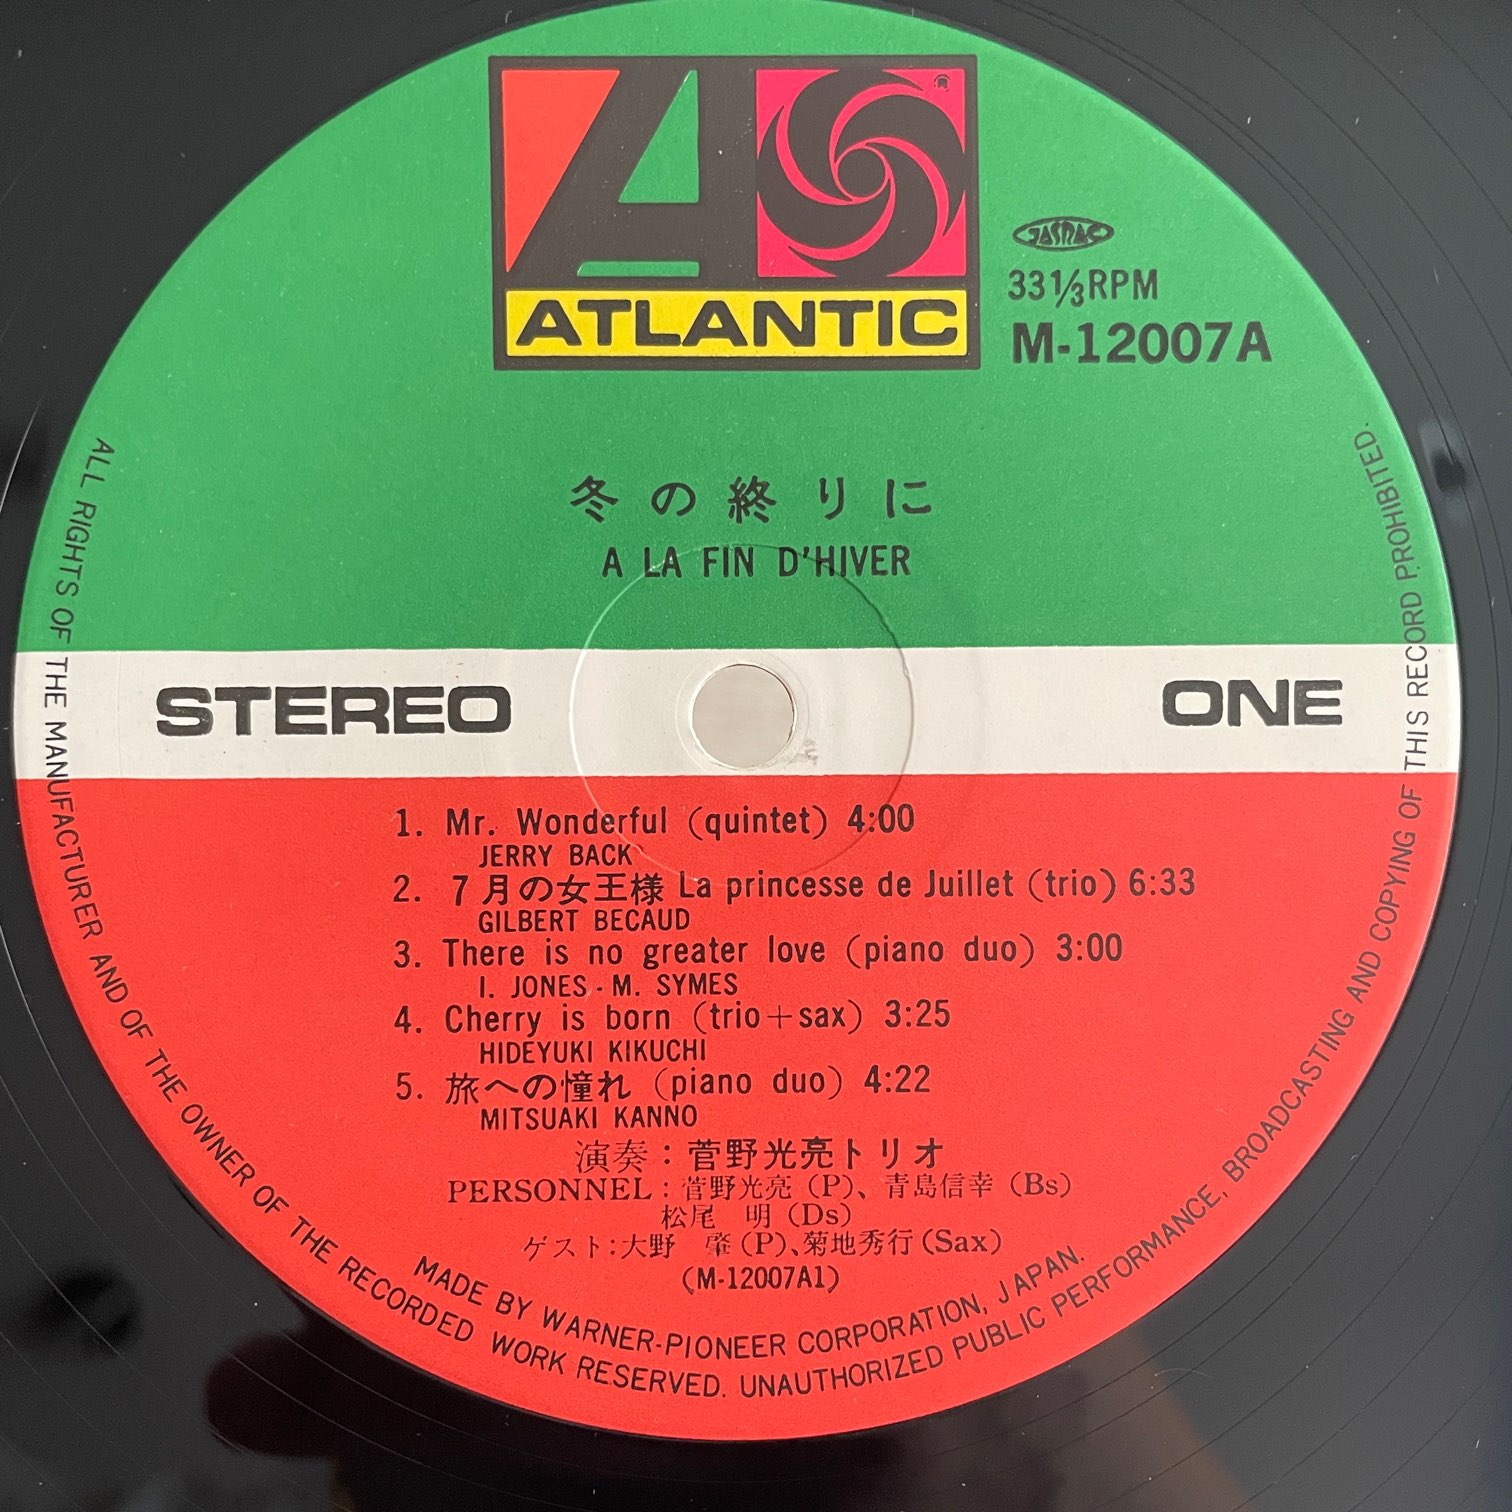 ATLANTIC
JASRAC
33 1/3 RPM
M-12007A
冬の終りに
A LA FIN D'HIVER
STEREO
ONE
1. Mr. Wonderful (quintet) 4:00
JERRY BACK
2. 7月の女王様 La princesse de Juillet (trio) 6:33
GILBERT BECAUD
3. There is no greater love (piano duo) 3:00
I. JONES - M. SYMES
4. Cherry is born (trio+sax) 3:25
HIDEYUKI KIKUCHI
5. 旅への憧れ (piano duo) 4:22
MITSUAKI KANNO
演奏：菅野光亮トリオ
PERSONNEL：菅野光亮 (P)、青島信幸 (Bs)
松尾 明 (Ds)
ゲスト：大野 肇 (P)、菊地秀行 (Sax)
(M-12007A1)
MADE BY WARNER-PIONEER CORPORATION, JAPAN.
ALL RIGHTS OF THE MANUFACTURER AND OF THE OWNER OF THE RECORDED WORK RESERVED. UNAUTHORIZED PUBLIC PERFORMANCE, BROADCASTING AND COPYING OF THIS RECORD PROHIBITED.